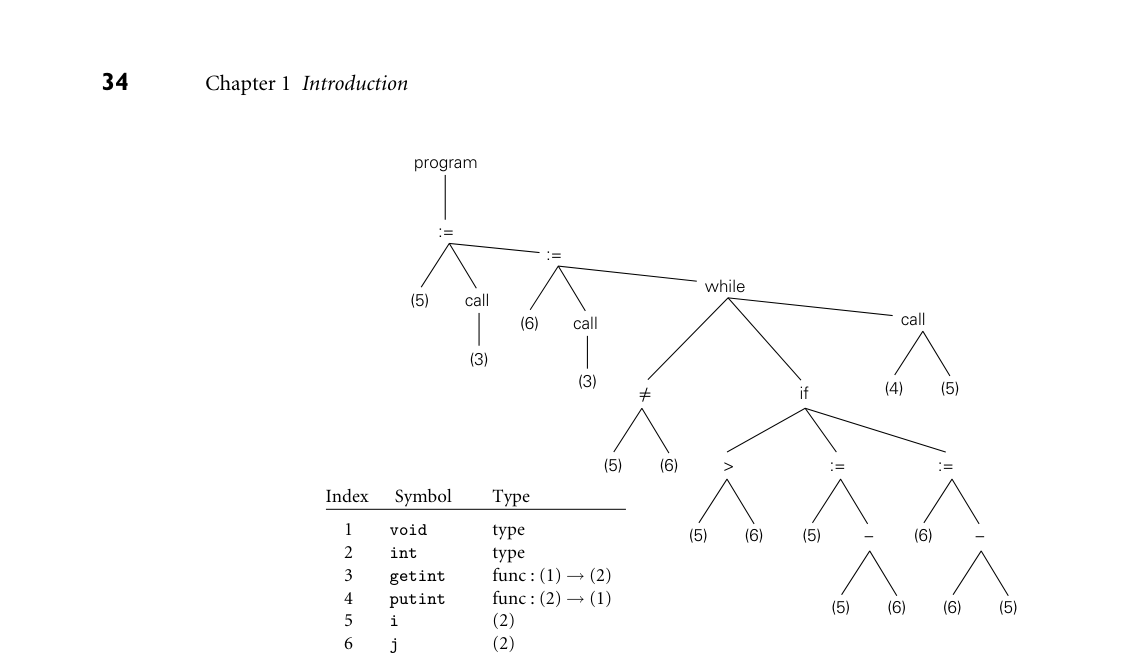 34 Chapter 1 Introduction
program
:=
:=
while
(5) call
call
(6) call
(3)
(3)
(4) (5)
≠ if
(5) (6) > := :=
Index Symbol Type
1 void type
(5) (6) (5) – (6) –
2 int type
3 getint func : (1) → (2)
4 putint func : (2) → (1)
(5) (6) (6) (5)
5 i (2)
6 j (2)